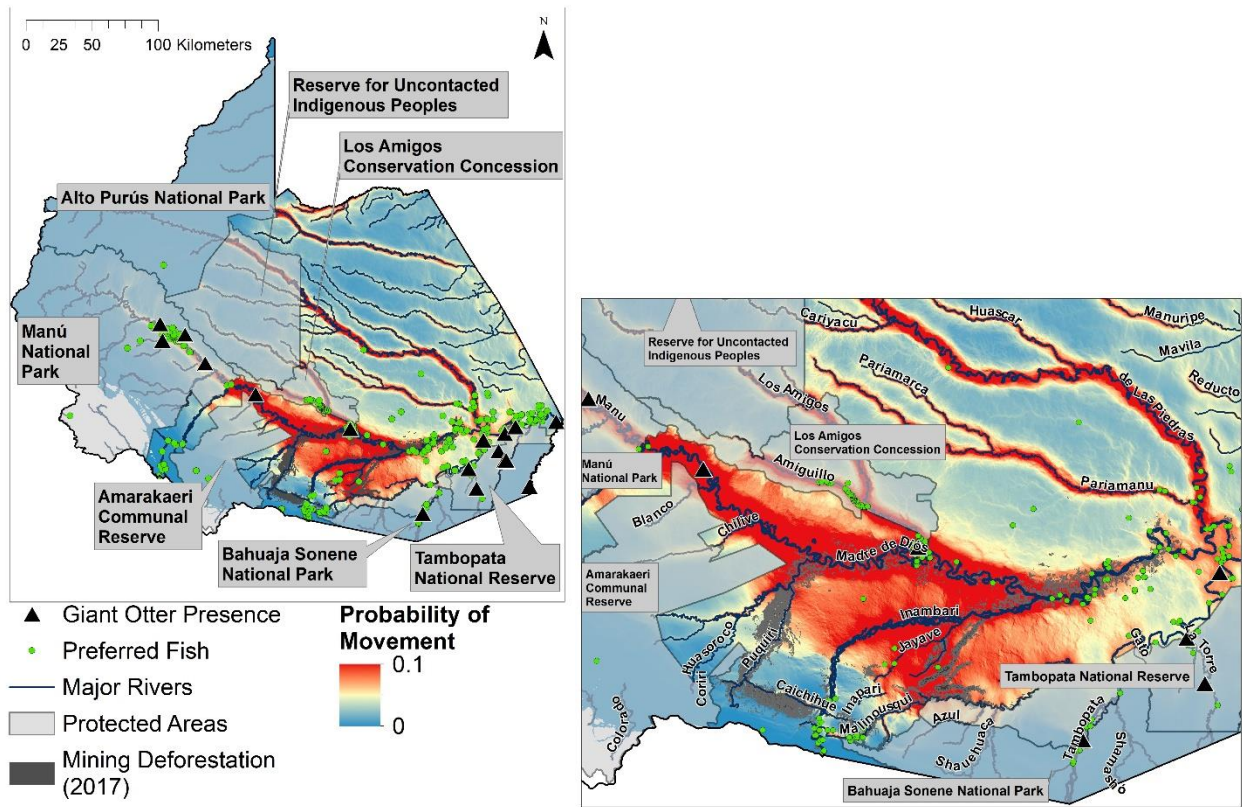 N
0 25 50 100 Kilometers
Reserve for Uncontacted
Indigenous Peoples
Los Amigos
Conservation Concession
Alto Purús National Park
Manú
National
Park
Amarakaeri
Communal
Reserve
Bahuaja Sonene
National Park
Tambopata
National Reserve
Giant Otter Presence
Preferred Fish
Major Rivers
Protected Areas
Mining Deforestation
(2017)
Probability of
Movement
0.1
0
Cariyacu
Huascar
Manuripe
Mavila
Reserve for Uncontacted
Indigenous Peoples
Reducto
Pariamarca
de Las Piedras
Los Amigos
Manu
Los Amigos
Conservation Concession
Manú
National Park
Amiguillo
Pariamanu
Blanco
Chilive
Madre de Díos
Amarakaeri
Communal
Reserve
Inambari
Huasoroco
Puquiri
Jayave
Gato
La Torre
Coriri
Tambopata National Reserve
Caichihue
Inapari
Malinousqui
Azul
Colorado
Shauehuaca
Tambopata
Bahuaja Sonene National Park